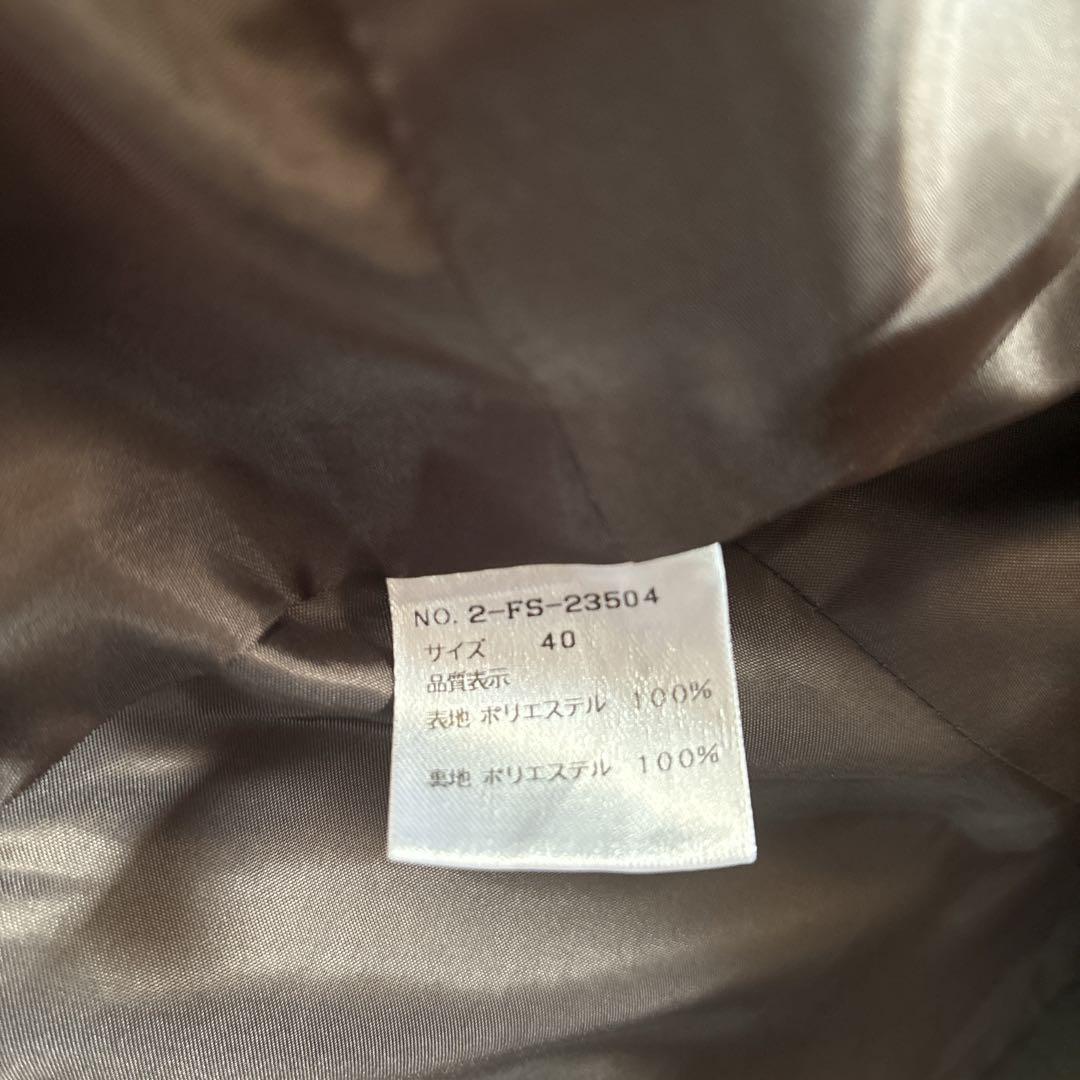 NO. 2-FS-23504
サイズ 40
品質表示
表地 ポリエステル 100%
裏地 ポリエステル 100%